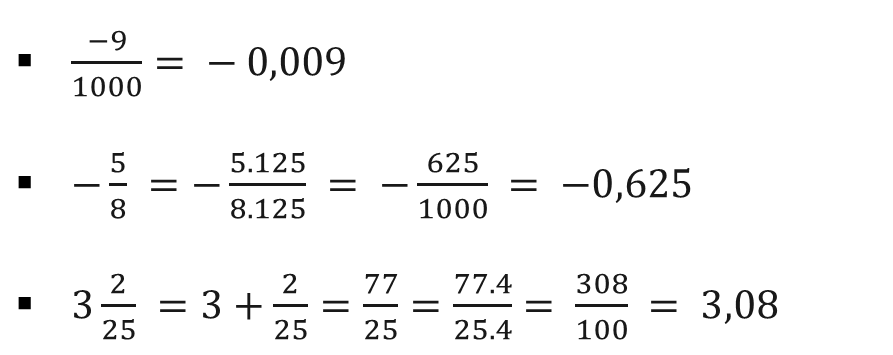 ▪ −9/1000 = − 0,009
▪ − 5/8 = − 5.125/8.125 = − 625/1000 = −0,625
▪ 3 2/25 = 3 + 2/25 = 77/25 = 77.4/25.4 = 308/100 = 3,08